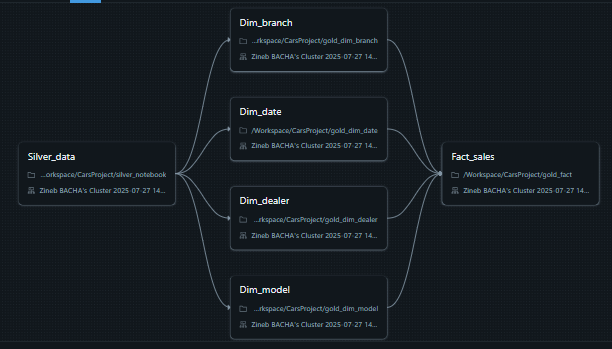 Dim_branch
...rkspace/CarsProject/gold_dim_branch
Zineb BACHA's Cluster 2025-07-27 14...
Dim_date
/Workspace/CarsProject/gold_dim_date
Zineb BACHA's Cluster 2025-07-27 14...
Silver_data
...orkspace/CarsProject/silver_notebook
Zineb BACHA's Cluster 2025-07-27 14...
Fact_sales
/Workspace/CarsProject/gold_fact
Zineb BACHA's Cluster 2025-07-27 14...
Dim_dealer
...rkspace/CarsProject/gold_dim_dealer
Zineb BACHA's Cluster 2025-07-27 14...
Dim_model
...rkspace/CarsProject/gold_dim_model
Zineb BACHA's Cluster 2025-07-27 14...